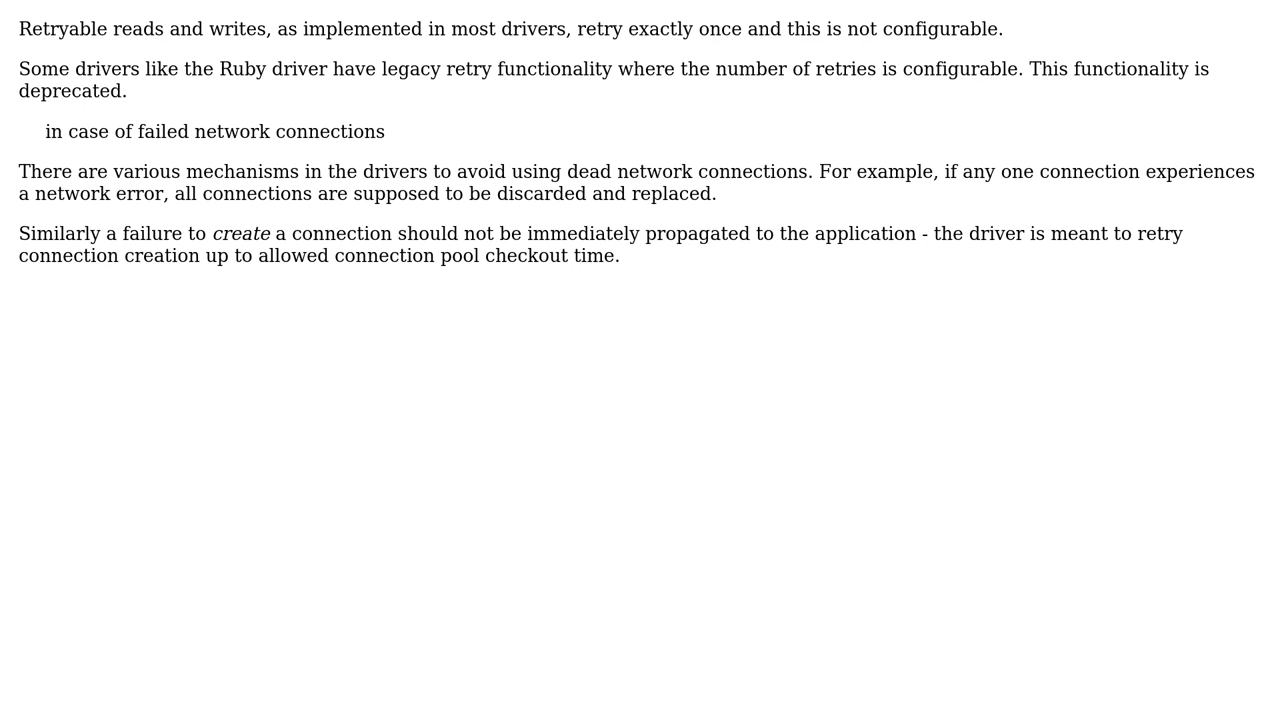 Retryable reads and writes, as implemented in most drivers, retry exactly once and this is not configurable.
Some drivers like the Ruby driver have legacy retry functionality where the number of retries is configurable. This functionality is
deprecated.
in case of failed network connections
There are various mechanisms in the drivers to avoid using dead network connections. For example, if any one connection experiences
a network error, all connections are supposed to be discarded and replaced.
Similarly a failure to create a connection should not be immediately propagated to the application - the driver is meant to retry
connection creation up to allowed connection pool checkout time.